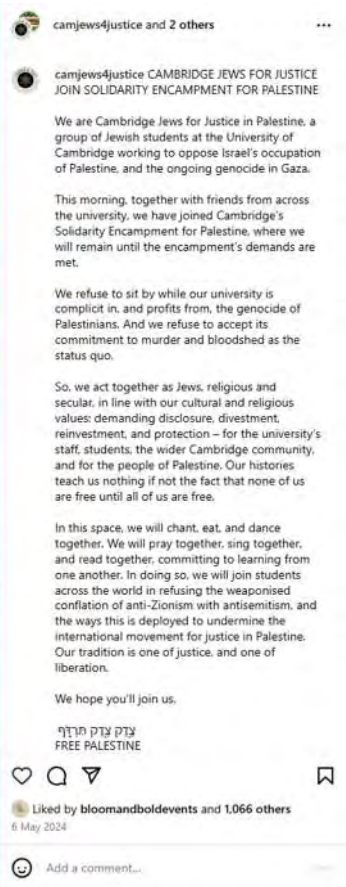 camjews4justice and 2 others
camjews4justice CAMBRIDGE JEWS FOR JUSTICE
JOIN SOLIDARITY ENCAMPMENT FOR PALESTINE
We are Cambridge Jews for Justice in Palestine, a
group of Jewish students at the University of
Cambridge working to oppose Israel's occupation
of Palestine, and the ongoing genocide in Gaza.
This morning, together with friends from across
the university, we have joined Cambridge's
Solidarity Encampment for Palestine, where we
will remain until the encampment's demands are
met.
We refuse to sit by while our university is
complicit in, and profits from, the genocide of
Palestinians. And we refuse to accept its
commitment to murder and bloodshed as the
status quo.
So, we act together as Jews, religious and
secular, in line with our cultural and religious
values: demanding disclosure, divestment,
reinvestment, and protection – for the university's
staff, students, the wider Cambridge community,
and for the people of Palestine. Our histories
teach us nothing if not the fact that none of us
are free until all of us are free.
In this space, we will chant, eat, and dance
together. We will pray together, sing together,
and read together, committing to learning from
one another. In doing so, we will join students
across the world in refusing the weaponised
conflation of anti-Zionism with antisemitism, and
the ways this is deployed to undermine the
international movement for justice in Palestine.
Our tradition is one of justice, and one of
liberation.
We hope you'll join us.
צֶדֶק צֶדֶק תִּרְדֹּף
FREE PALESTINE
Liked by bloomandboldevents and 1,066 others
6 May 2024
Add a comment...